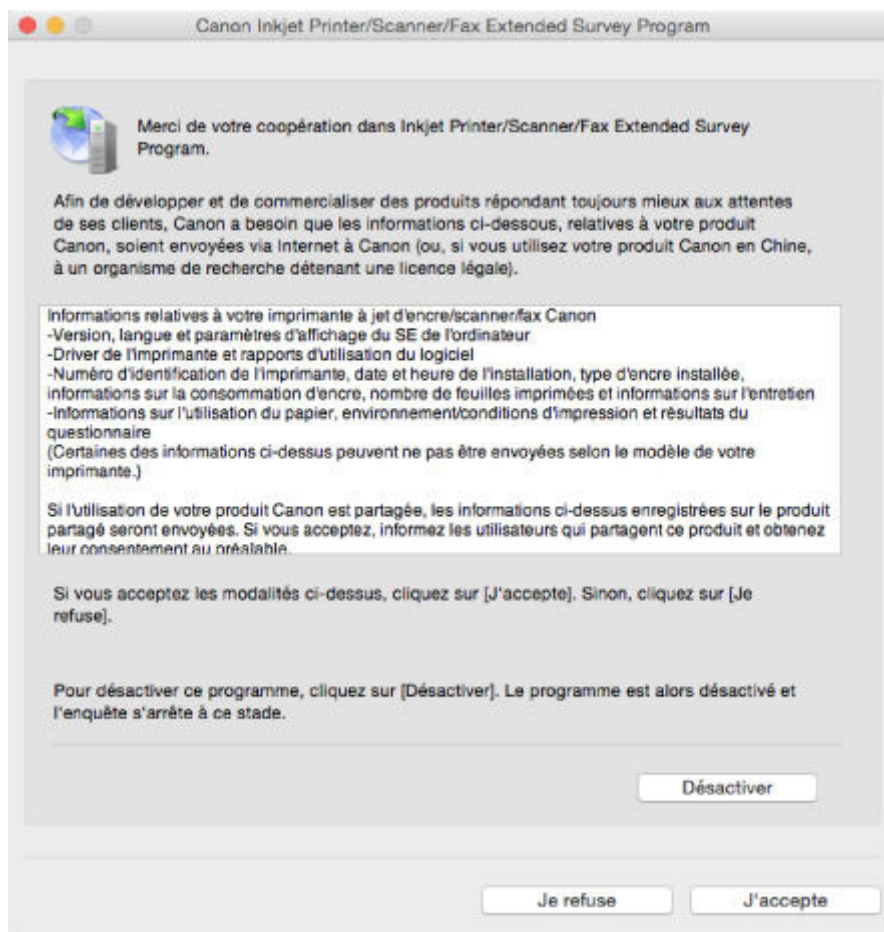 Canon Inkjet Printer/Scanner/Fax Extended Survey Program
Merci de votre coopération dans Inkjet Printer/Scanner/Fax Extended Survey
Program.
Afin de développer et de commercialiser des produits répondant toujours mieux aux attentes
de ses clients, Canon a besoin que les informations ci-dessous, relatives à votre produit
Canon, soient envoyées via Internet à Canon (ou, si vous utilisez votre produit Canon en Chine,
à un organisme de recherche détenant une licence légale).
Informations relatives à votre imprimante à jet d'encre/scanner/fax Canon
-Version, langue et paramètres d'affichage du SE de l'ordinateur
-Driver de l'imprimante et rapports d'utilisation du logiciel
-Numéro d'identification de l'imprimante, date et heure de l'installation, type d'encre installée,
informations sur la consommation d'encre, nombre de feuilles imprimées et informations sur l'entretien
-Informations sur l'utilisation du papier, environnement/conditions d'impression et résultats du
questionnaire
(Certaines des informations ci-dessus peuvent ne pas être envoyées selon le modèle de votre
imprimante.)
Si l'utilisation de votre produit Canon est partagée, les informations ci-dessus enregistrées sur le produit
partagé seront envoyées. Si vous acceptez, informez les utilisateurs qui partagent ce produit et obtenez
leur consentement au préalable.
Si vous acceptez les modalités ci-dessus, cliquez sur [J'accepte]. Sinon, cliquez sur [Je
refuse].
Pour désactiver ce programme, cliquez sur [Désactiver]. Le programme est alors désactivé et
l'enquête s'arrête à ce stade.
Désactiver
Je refuse
J'accepte